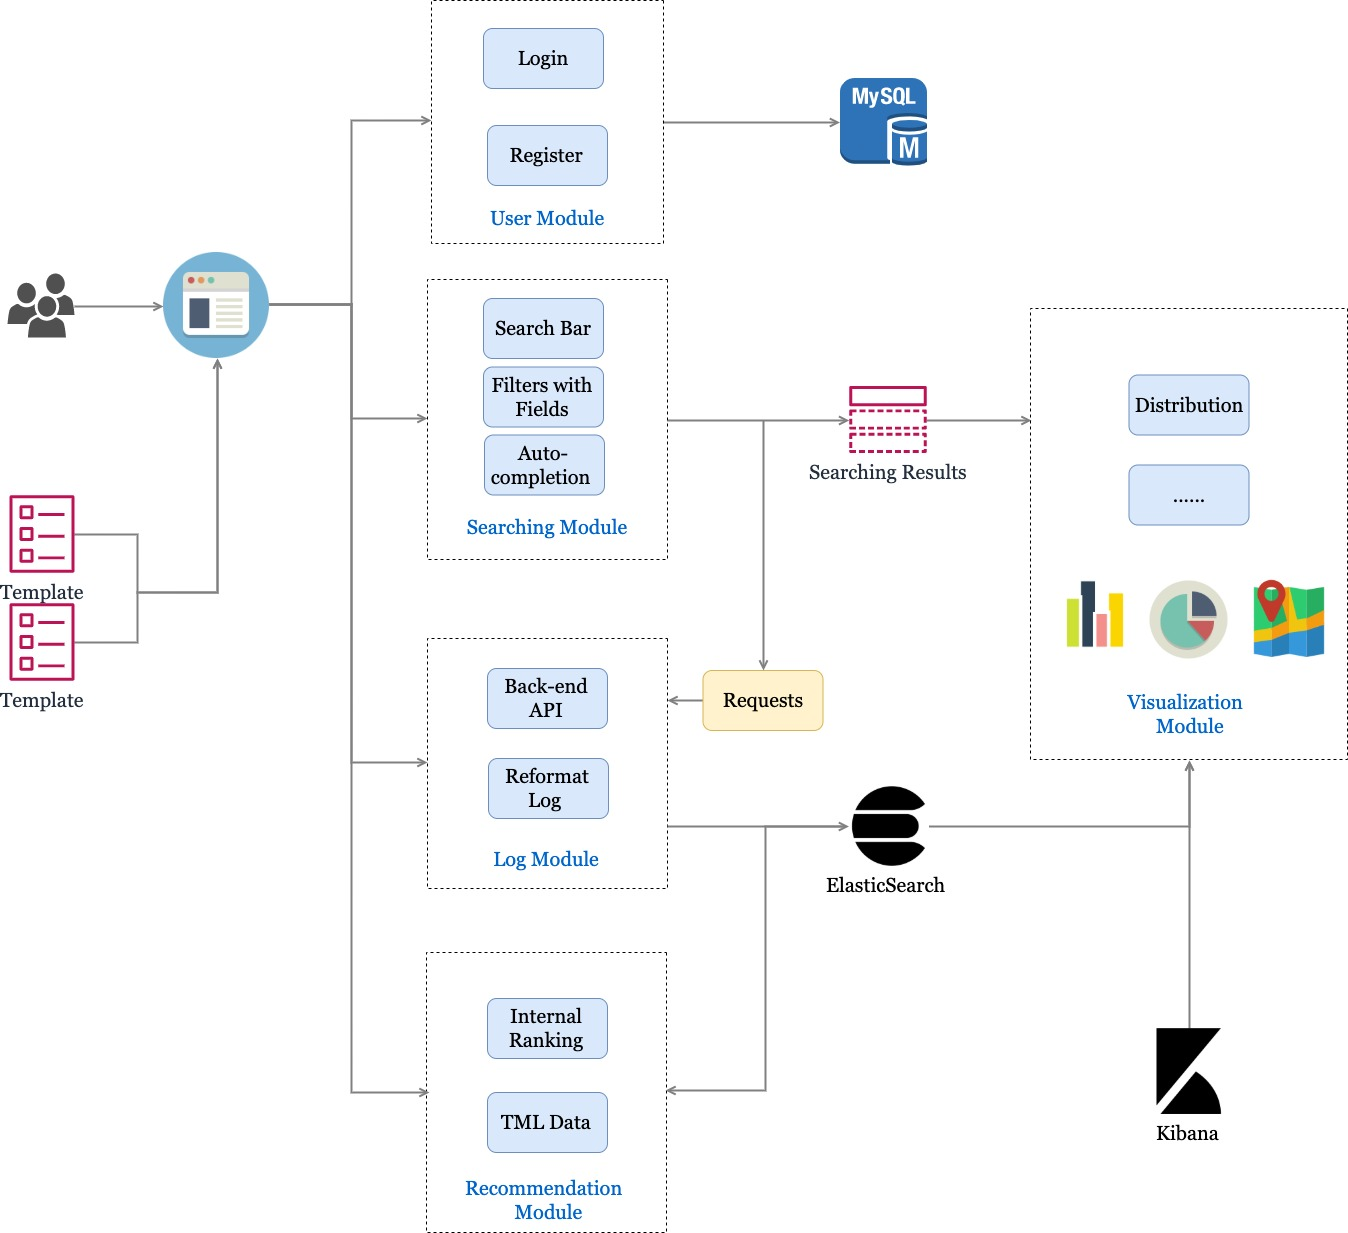 Login
Register
User Module
MySQL
M
Search Bar
Filters with
Fields
Auto-
completion
Searching Module
Searching Results
Distribution
......
Visualization
Module
Template
Template
Back-end
API
Reformat
Log
Log Module
Requests
ElasticSearch
Internal
Ranking
TML Data
Recommendation
Module
Kibana